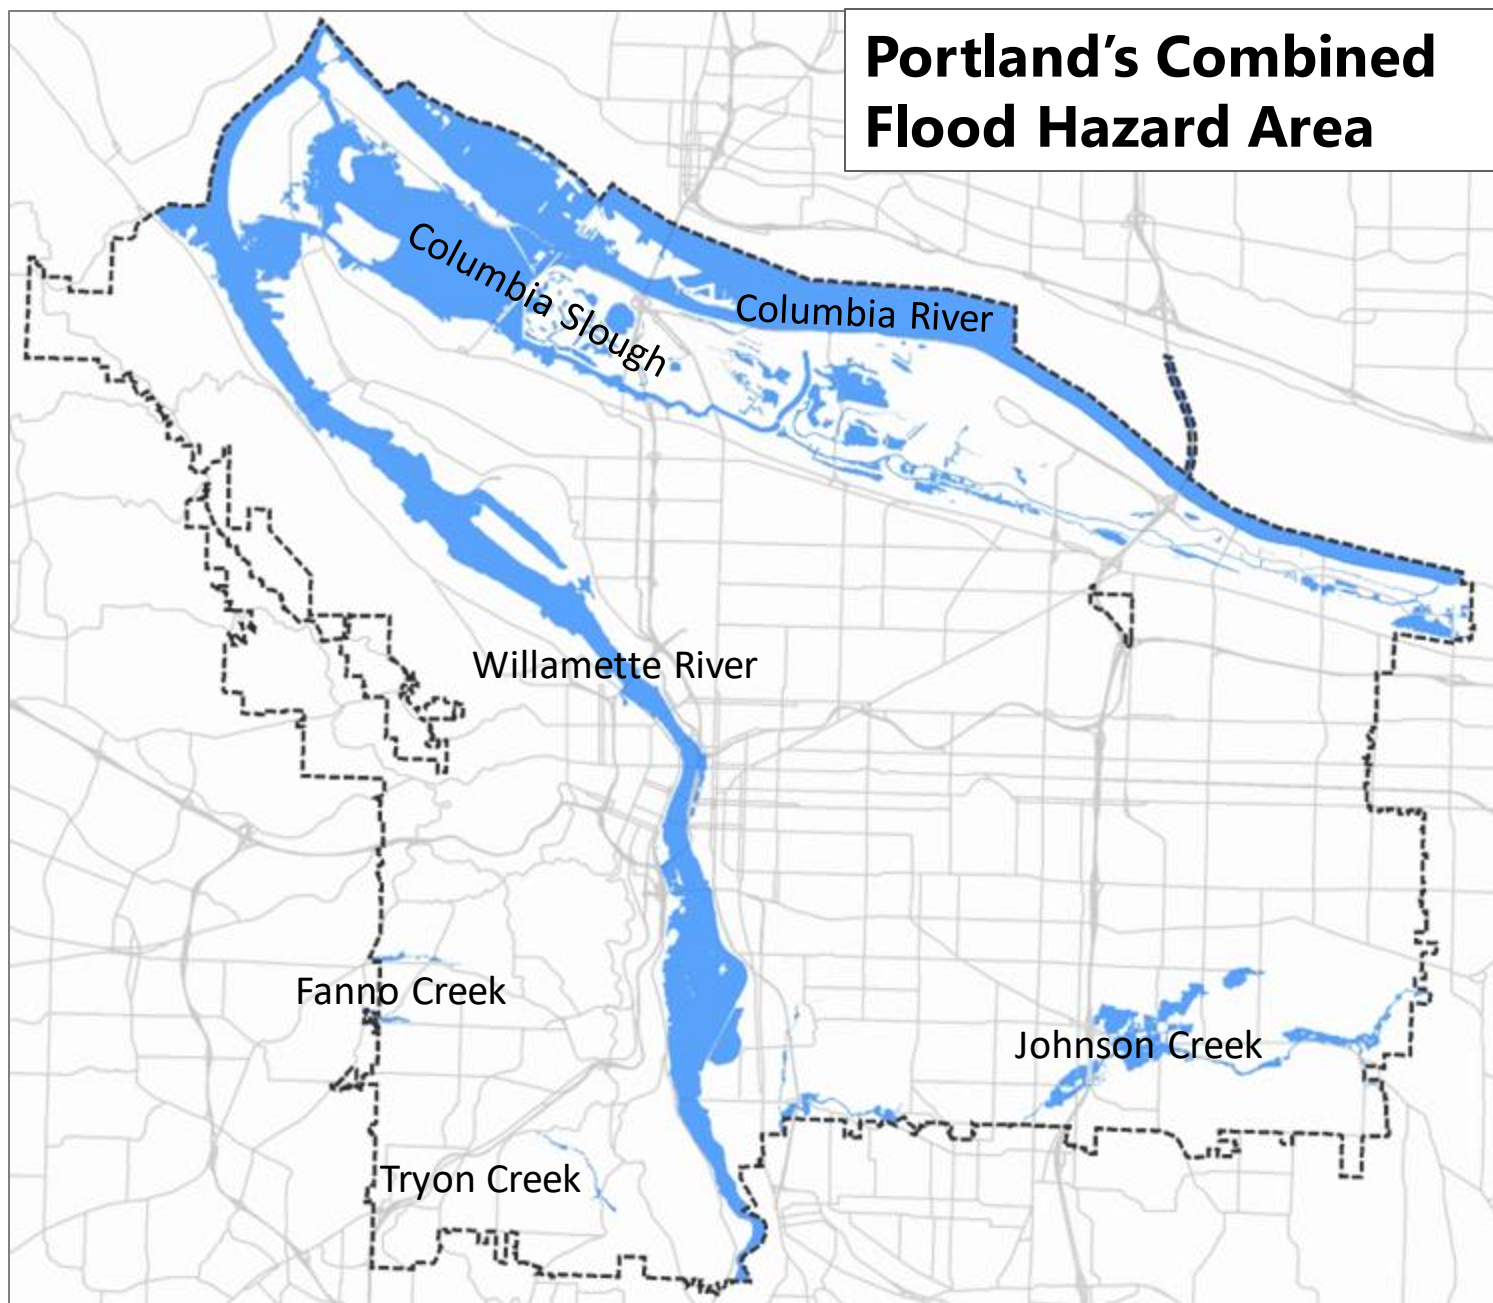 Portland’s Combined
Flood Hazard Area
Columbia Slough
Columbia River
Willamette River
Fanno Creek
Johnson Creek
Tryon Creek